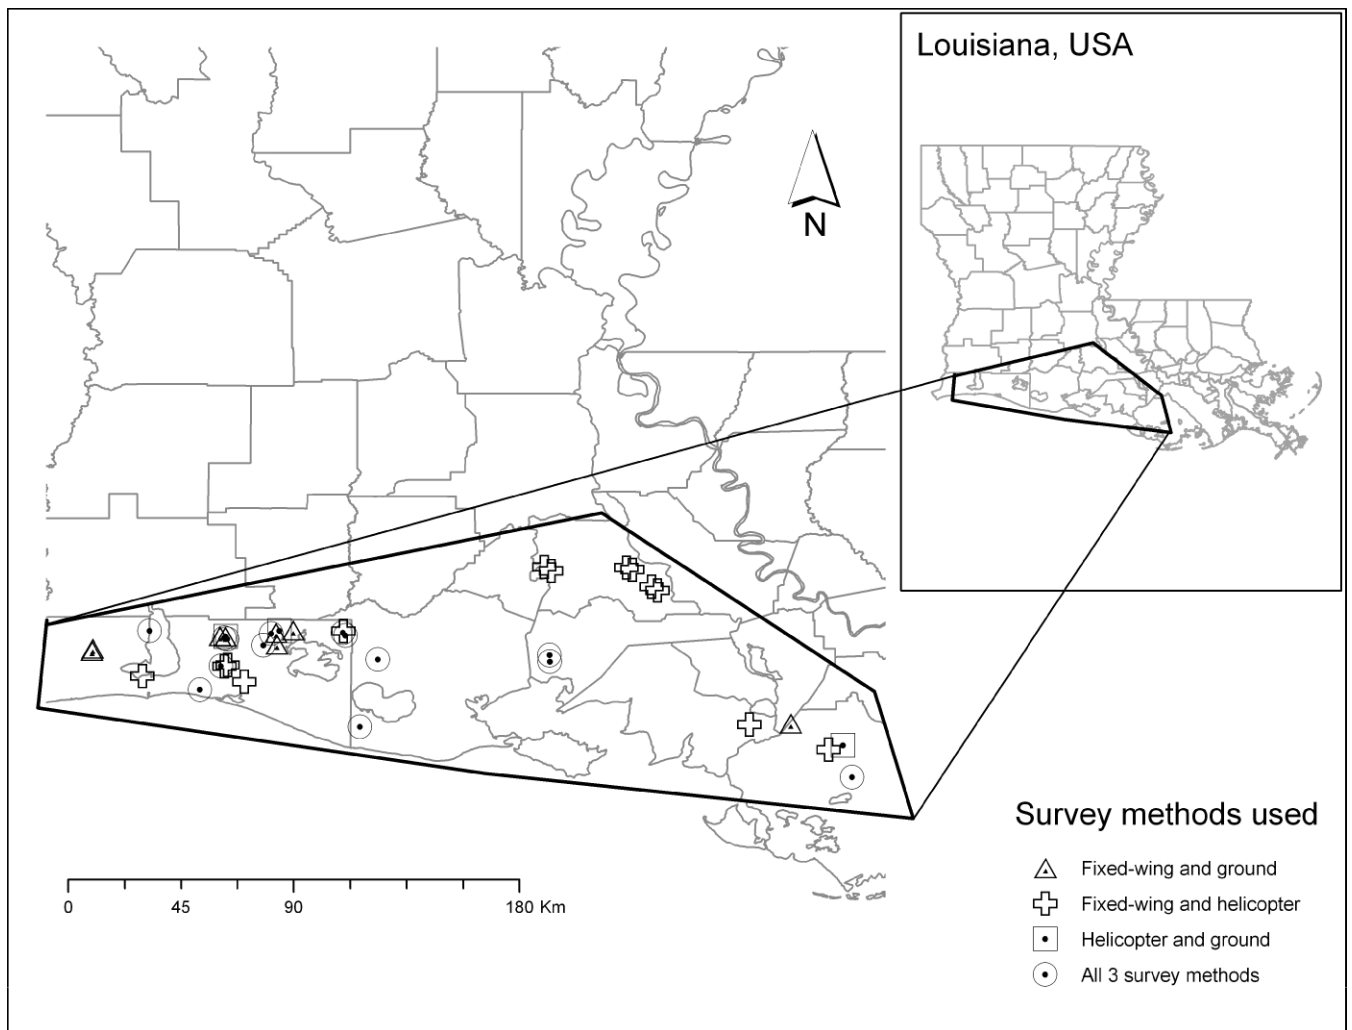 Louisiana, USA
N
0 45 90 180 Km
Survey methods used
Fixed-wing and ground
Fixed-wing and helicopter
Helicopter and ground
All 3 survey methods